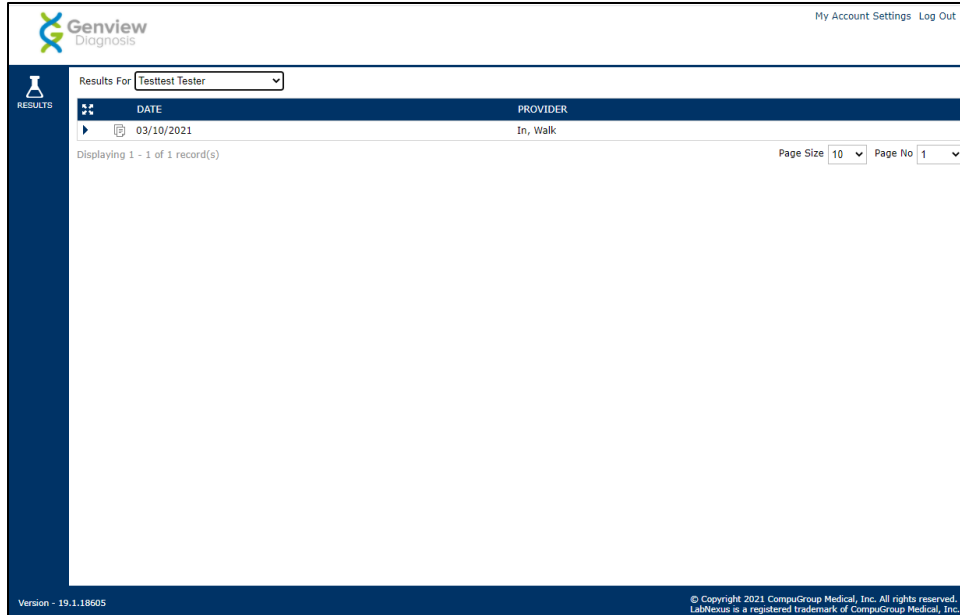 Genview
Diagnosis
My Account Settings Log Out
RESULTS
Results For Testtest Tester
DATE PROVIDER
03/10/2021 In, Walk
Displaying 1 - 1 of 1 record(s)
Page Size 10 Page No 1
Version - 19.1.18605
© Copyright 2021 CompuGroup Medical, Inc. All rights reserved.
LabNexus is a registered trademark of CompuGroup Medical, Inc.